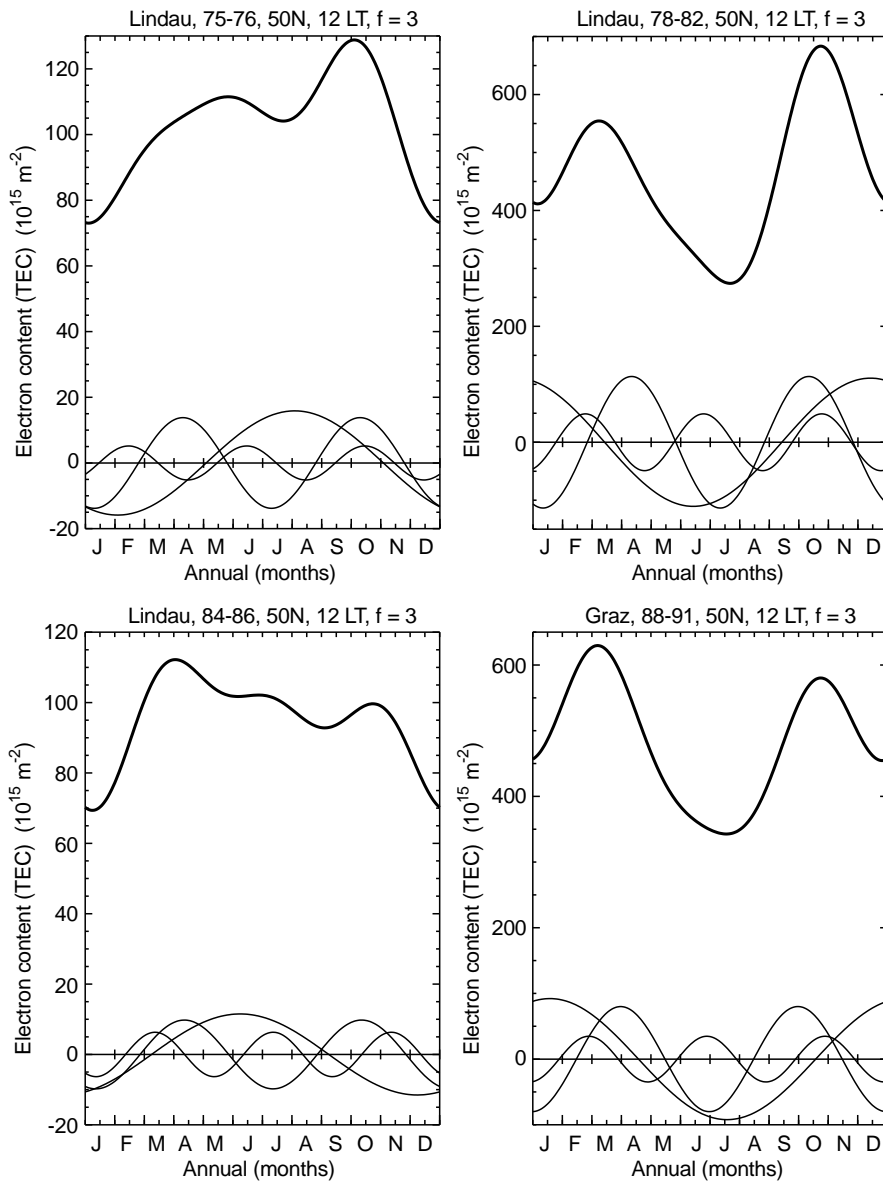 Lindau, 75-76, 50N, 12 LT, f = 3
Electron content (TEC) (10^15 m^-2)
120
100
80
60
40
20
0
-20
J F M A M J J A S O N D
Annual (months)
Lindau, 78-82, 50N, 12 LT, f = 3
Electron content (TEC) (10^15 m^-2)
600
400
200
0
J F M A M J J A S O N D
Annual (months)
Lindau, 84-86, 50N, 12 LT, f = 3
Electron content (TEC) (10^15 m^-2)
120
100
80
60
40
20
0
-20
J F M A M J J A S O N D
Annual (months)
Graz, 88-91, 50N, 12 LT, f = 3
Electron content (TEC) (10^15 m^-2)
600
400
200
0
J F M A M J J A S O N D
Annual (months)